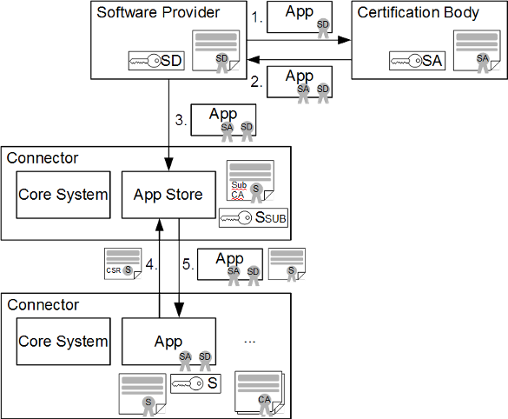 Software Provider
SD
SD
1.
App
SD
2.
App
SA SD
Certification Body
SA
SA
3.
App
SA SD
Connector
Core System
App Store
Sub
CA
S
SSUB
CSR S
4.
5.
App
SA SD
S
Connector
Core System
App
SA SD
...
S
S
CA